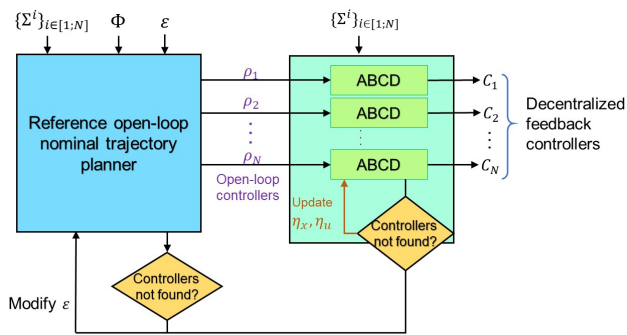 {Σ^i}_{i∈[1;N]}
Φ
ε
{Σ^i}_{i∈[1;N]}
Reference open-loop
nominal trajectory
planner
ρ_1
ρ_2
⋮
ρ_N
Open-loop
controllers
ABCD
ABCD
⋮
ABCD
C_1
C_2
⋮
C_N
Decentralized
feedback
controllers
Update
η_x, η_u
Controllers
not found?
Controllers
not found?
Modify ε